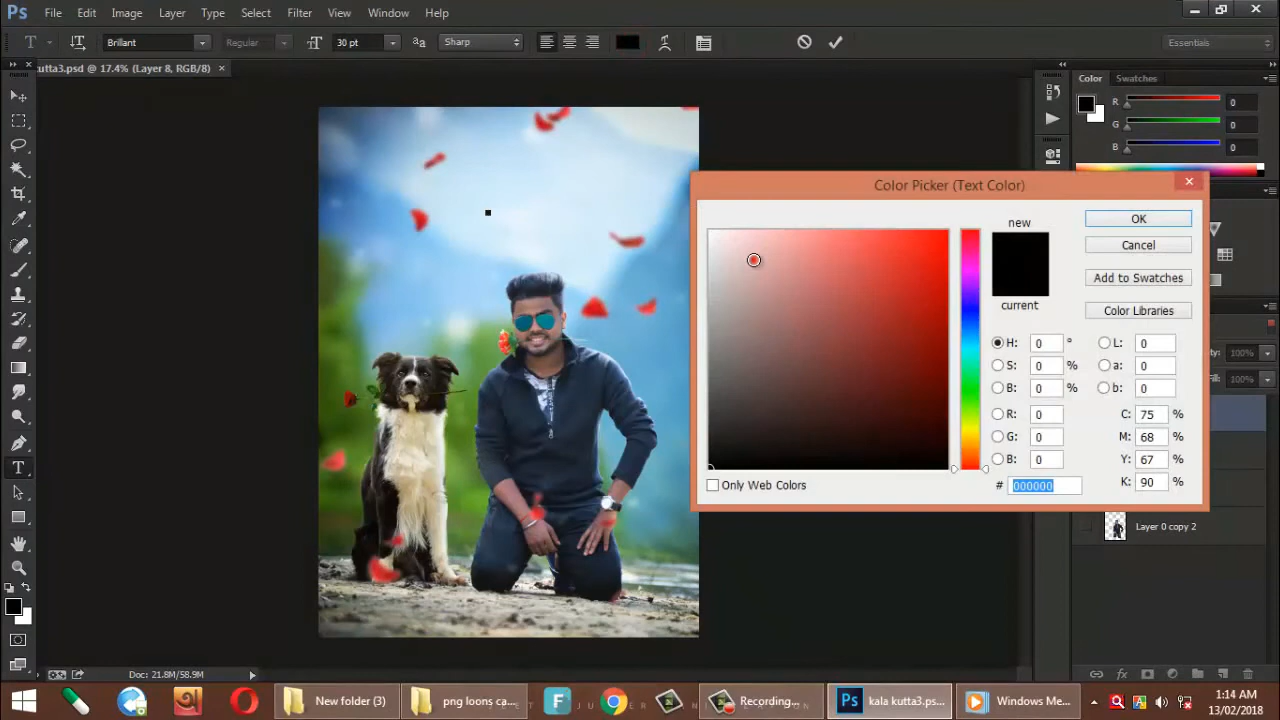 Ps File Edit Image Layer Type Select Filter View Window Help
T Brillant Regular 30 pt aa Sharp Essentials
kutta3.psd @ 17.4% (Layer 8, RGB/8) ×
Color Swatches
R 0
G 0
B 0
Color Picker (Text Color)
new
current
OK
Cancel
Add to Swatches
Color Libraries
H: 0 ° L: 0
S: 0 % a: 0
B: 0 % b: 0
R: 0 C: 75 %
G: 0 M: 68 %
B: 0 Y: 67 %
# 000000 K: 90 %
Only Web Colors
100%
100%
Layer 0 copy 2
Doc: 21.8M/58.9M
New folder (3) png loons ca... Recording... Ps kala kutta3.ps... Windows Me...
1:14 AM
13/02/2018